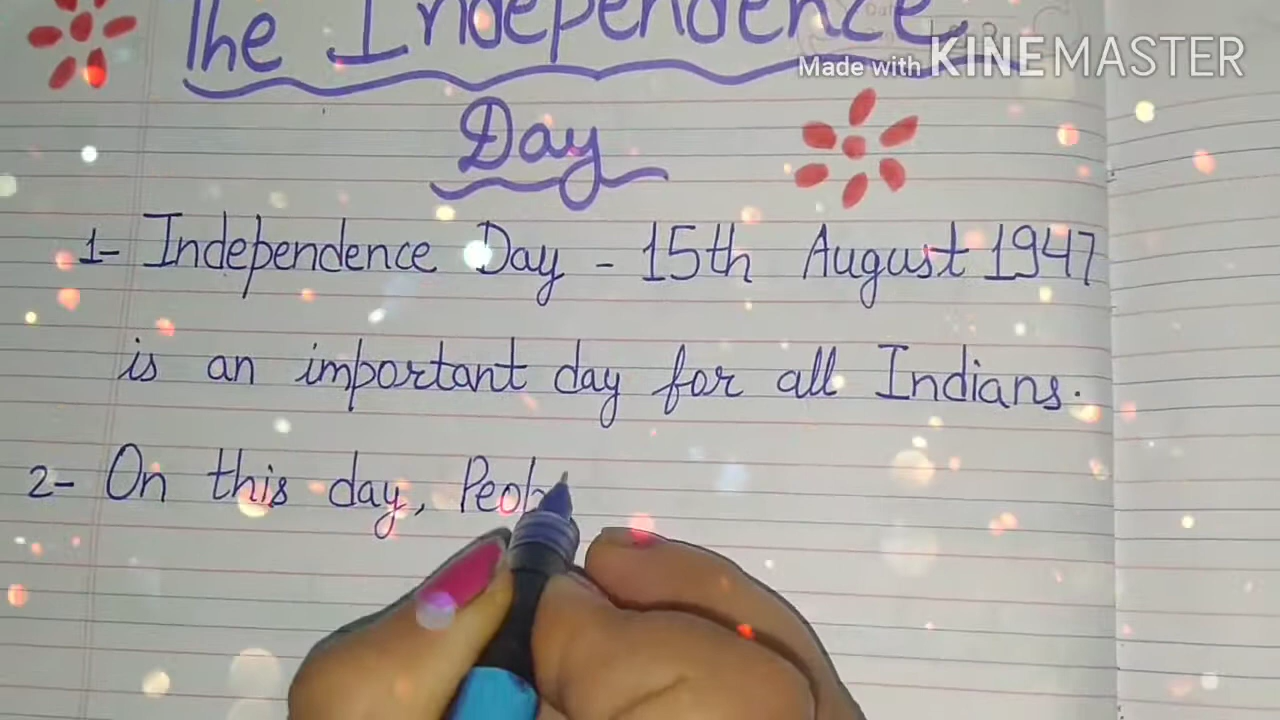 The Independence
Made with KINEMASTER
Day
1- Independence Day - 15th August 1947
is an important day for all Indians.
2- On this day,